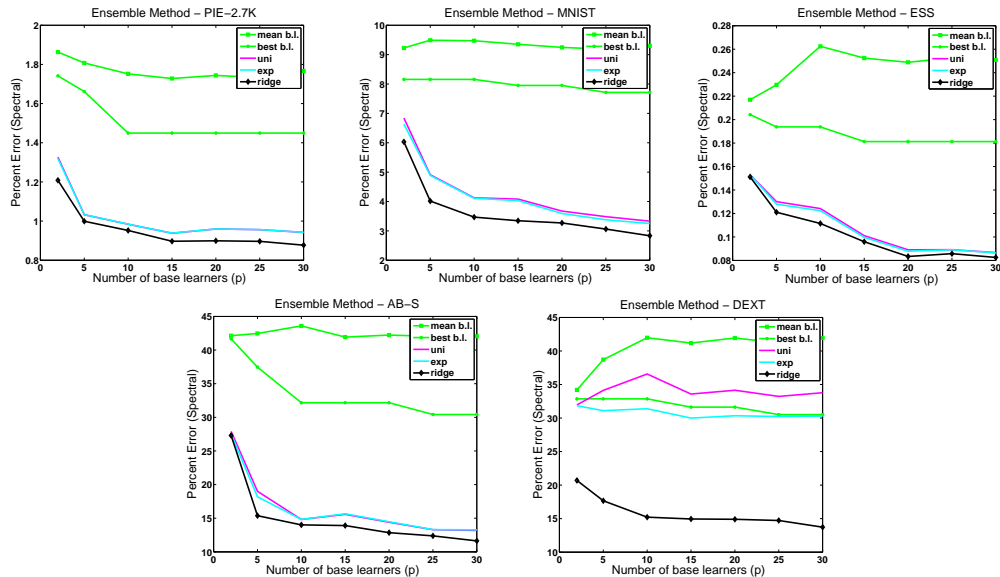 Ensemble Method – PIE–2.7K
Percent Error (Spectral)
2
1.8
1.6
1.4
1.2
1
0.8
0 5 10 15 20 25 30
Number of base learners (p)
mean b.l.
best b.l.
uni
exp
ridge
Ensemble Method – MNIST
Percent Error (Spectral)
10
9
8
7
6
5
4
3
2
0 5 10 15 20 25 30
Number of base learners (p)
mean b.l.
best b.l.
uni
exp
ridge
Ensemble Method – ESS
Percent Error (Spectral)
0.28
0.26
0.24
0.22
0.2
0.18
0.16
0.14
0.12
0.1
0.08
0 5 10 15 20 25 30
Number of base learners (p)
mean b.l.
best b.l.
uni
exp
ridge
Ensemble Method – AB–S
Percent Error (Spectral)
45
40
35
30
25
20
15
10
0 5 10 15 20 25 30
Number of base learners (p)
mean b.l.
best b.l.
uni
exp
ridge
Ensemble Method – DEXT
Percent Error (Spectral)
45
40
35
30
25
20
15
10
0 5 10 15 20 25 30
Number of base learners (p)
mean b.l.
best b.l.
uni
exp
ridge